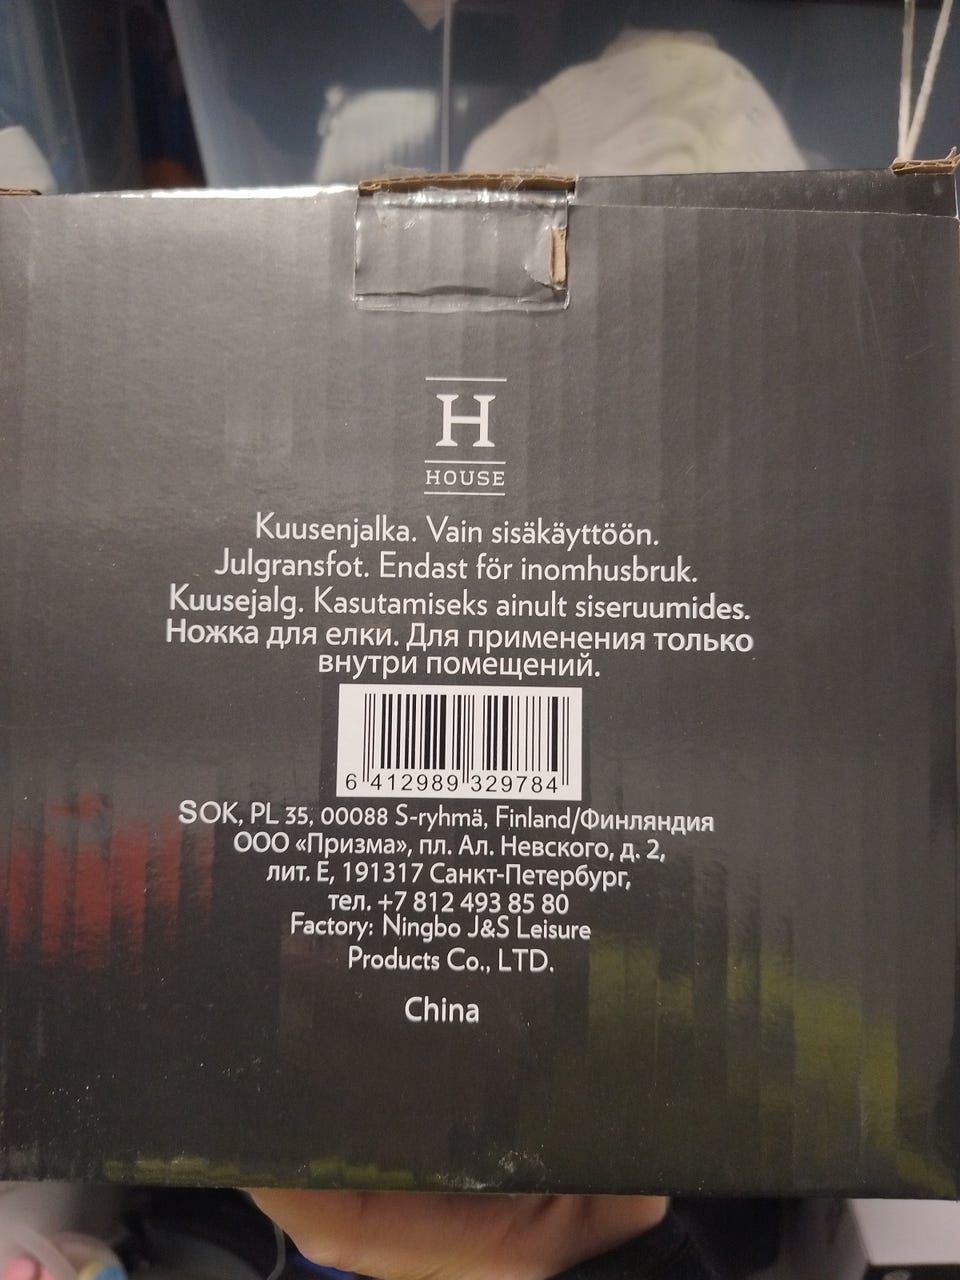 H
HOUSE
Kuusenjalka. Vain sisäkäyttöön.
Julgransfot. Endast för inomhusbruk.
Kuusejalg. Kasutamiseks ainult siseruumides.
Ножка для елки. Для применения только
внутри помещений.
6 412989 329784
SOK, PL 35, 00088 S-ryhmä, Finland/Финляндия
ООО «Призма», пл. Ал. Невского, д. 2,
лит. Е, 191317 Санкт-Петербург,
тел. +7 812 493 85 80
Factory: Ningbo J&S Leisure
Products Co., LTD.
China